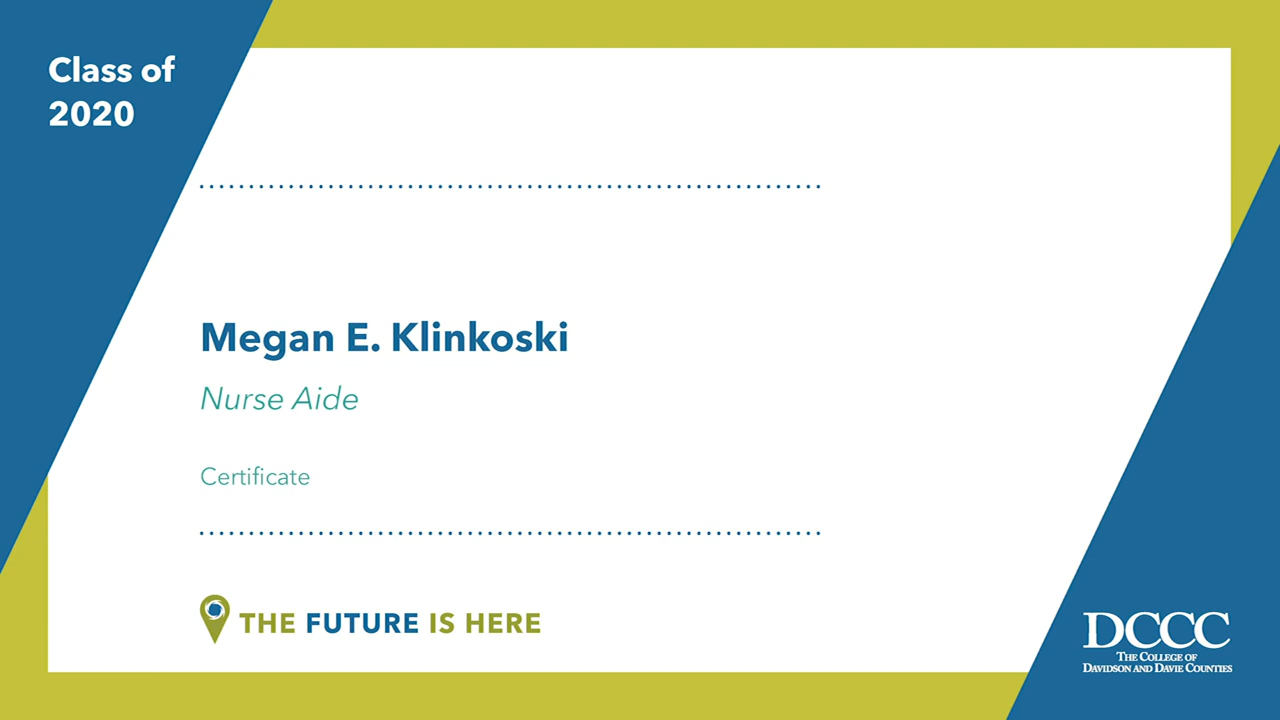 Class of
2020
Megan E. Klinkoski
Nurse Aide
Certificate
THE FUTURE IS HERE
DCCC
THE COLLEGE OF
DAVIDSON AND DAVIE COUNTIES